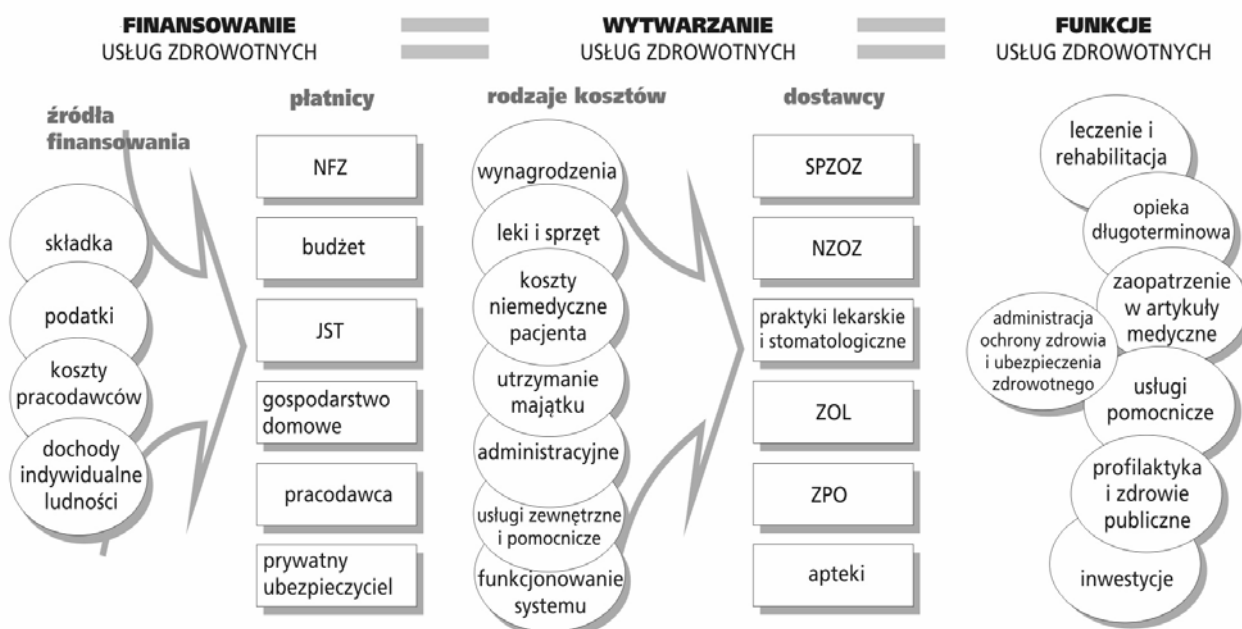 FINANSOWANIE
USŁUG ZDROWOTNYCH
WYTWARZANIE
USŁUG ZDROWOTNYCH
FUNKCJE
USŁUG ZDROWOTNYCH
źródła
finansowania
składka
podatki
koszty
pracodawców
dochody
indywidualne
ludności
płatnicy
NFZ
budżet
JST
gospodarstwo
domowe
pracodawca
prywatny
ubezpieczyciel
rodzaje kosztów
wynagrodzenia
leki i sprzęt
koszty
niemedyczne
pacjenta
utrzymanie
majątku
administracyjne
usługi zewnętrzne
i pomocnicze
funkcjonowanie
systemu
dostawcy
SPZOZ
NZOZ
praktyki lekarskie
i stomatologiczne
ZOL
ZPO
apteki
leczenie i
rehabilitacja
opieka
długoterminowa
zaopatrzenie
w artykuły
medyczne
administracja
ochrony zdrowia
i ubezpieczenia
zdrowotnego
usługi
pomocnicze
profilaktyka
i zdrowie
publiczne
inwestycje